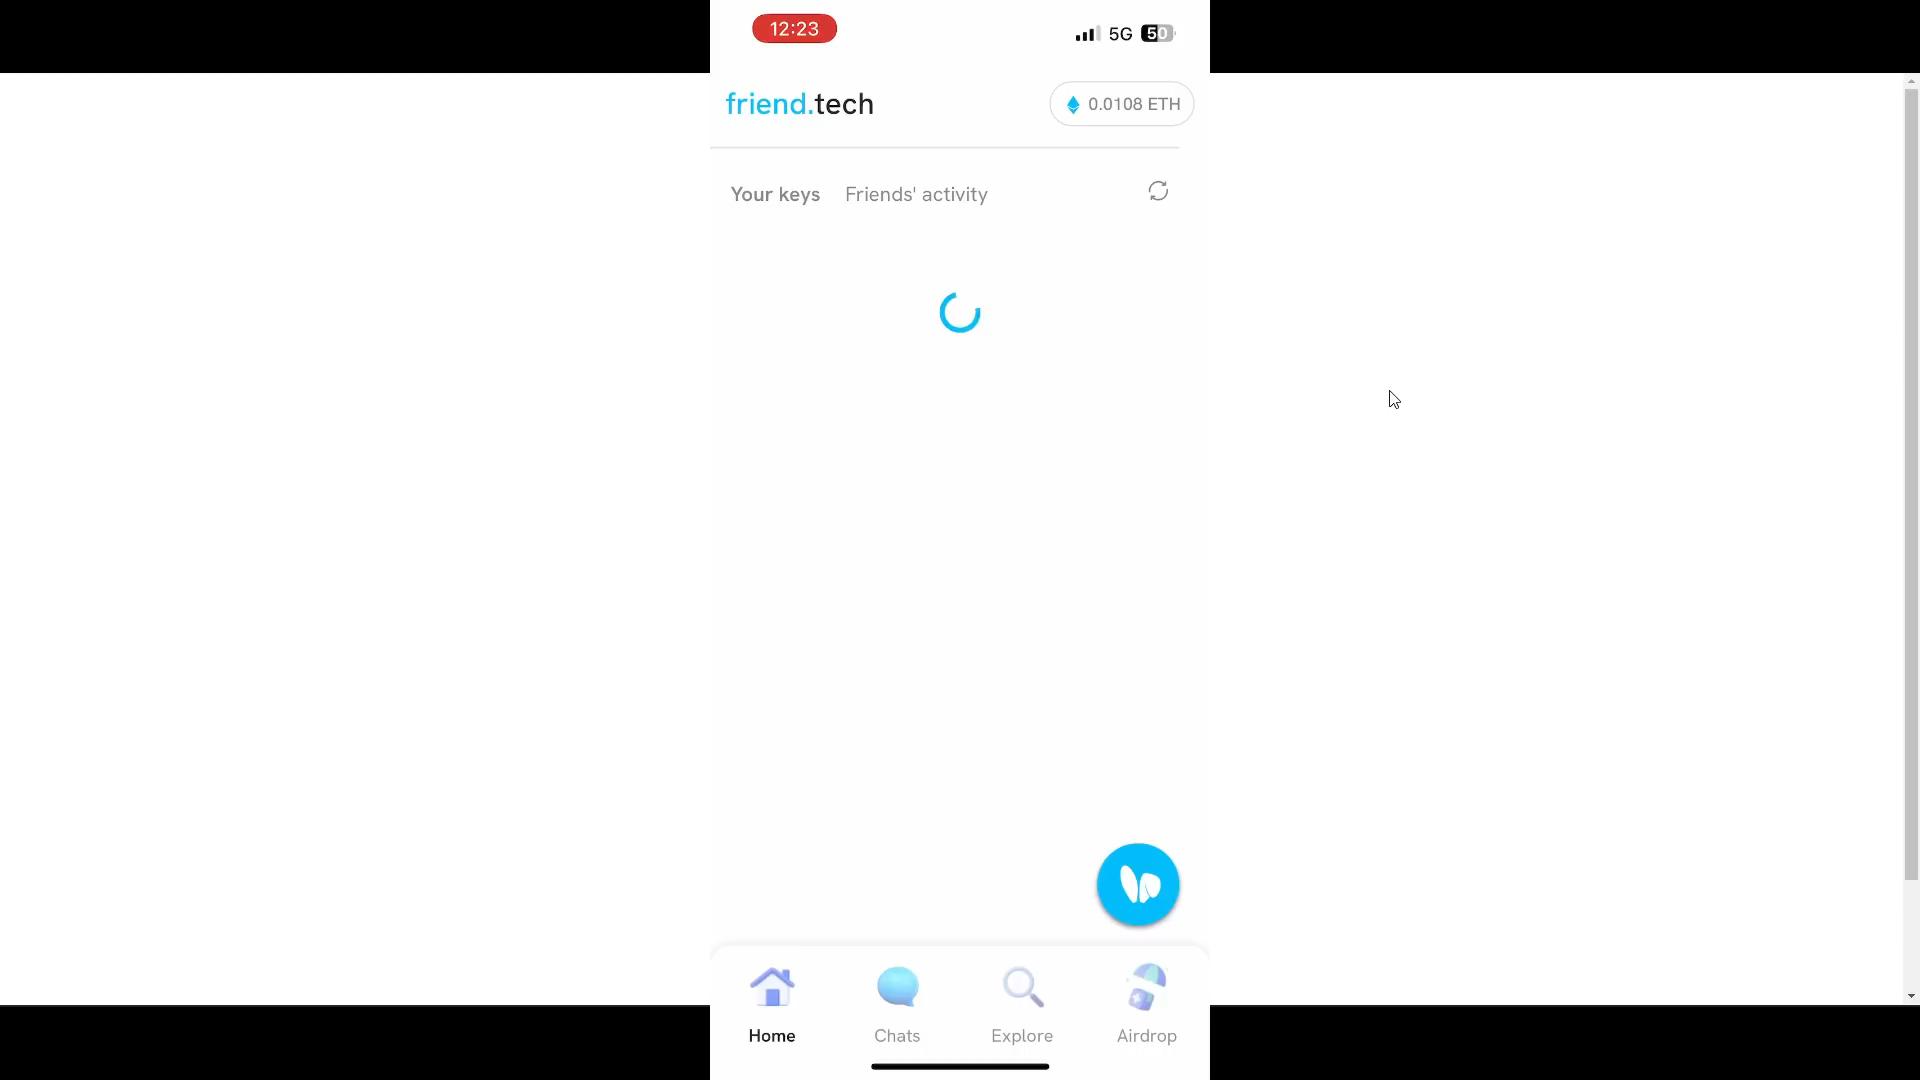 12:23
5G 50
friend.tech
0.0108 ETH
Your keys Friends' activity
Home Chats Explore Airdrop